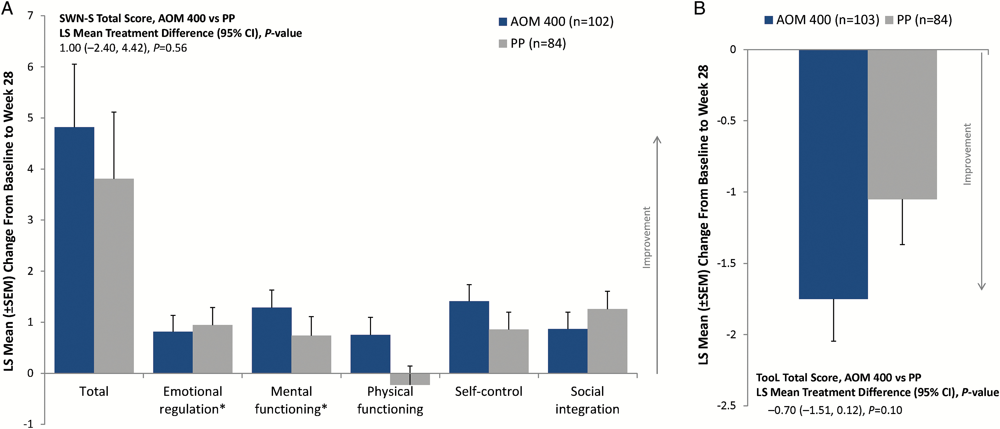 A
SWN-S Total Score, AOM 400 vs PP
LS Mean Treatment Difference (95% CI), P-value
1.00 (–2.40, 4.42), P=0.56
AOM 400 (n=102)
PP (n=84)
LS Mean (±SEM) Change From Baseline to Week 28
7
6
5
4
3
2
1
0
-1
Total
Emotional
regulation*
Mental
functioning*
Physical
functioning
Self-control
Social
integration
Improvement
B
AOM 400 (n=103)
PP (n=84)
LS Mean (±SEM) Change From Baseline to Week 28
0
-0.5
-1
-1.5
-2
-2.5
Improvement
TooL Total Score, AOM 400 vs PP
LS Mean Treatment Difference (95% CI), P-value
–0.70 (–1.51, 0.12), P=0.10